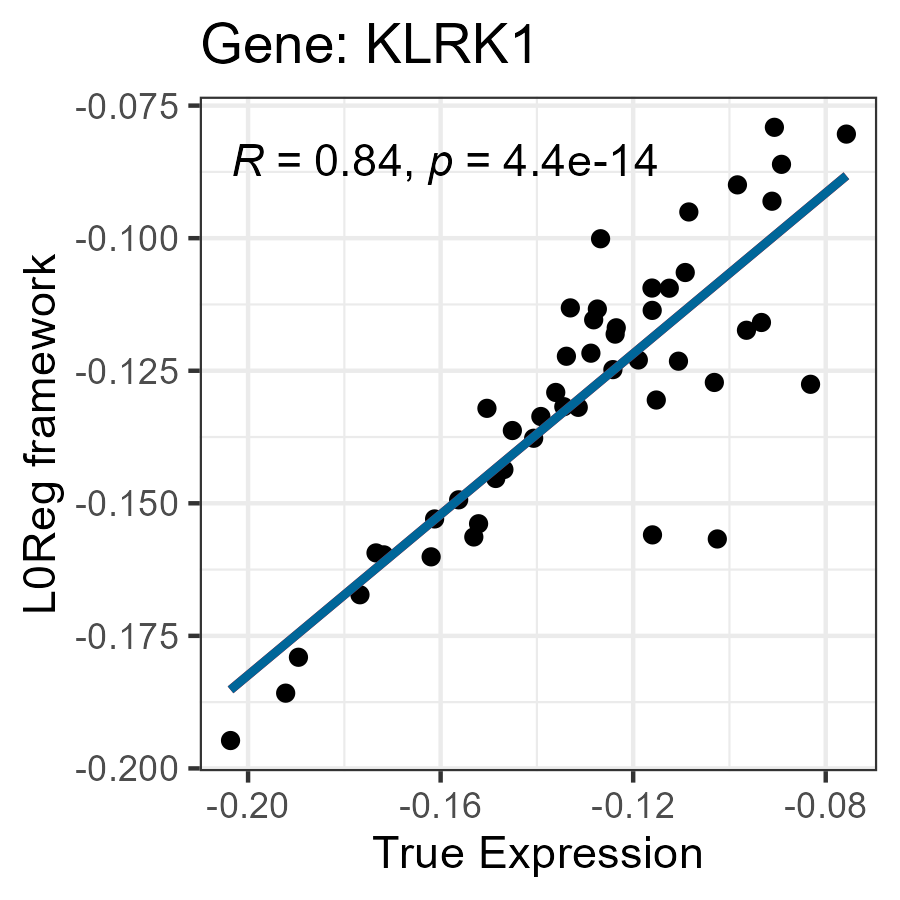 Gene: KLRK1
R = 0.84, p = 4.4e-14
L0Reg framework
-0.075
-0.100
-0.125
-0.150
-0.175
-0.200
-0.20
-0.16
-0.12
-0.08
True Expression